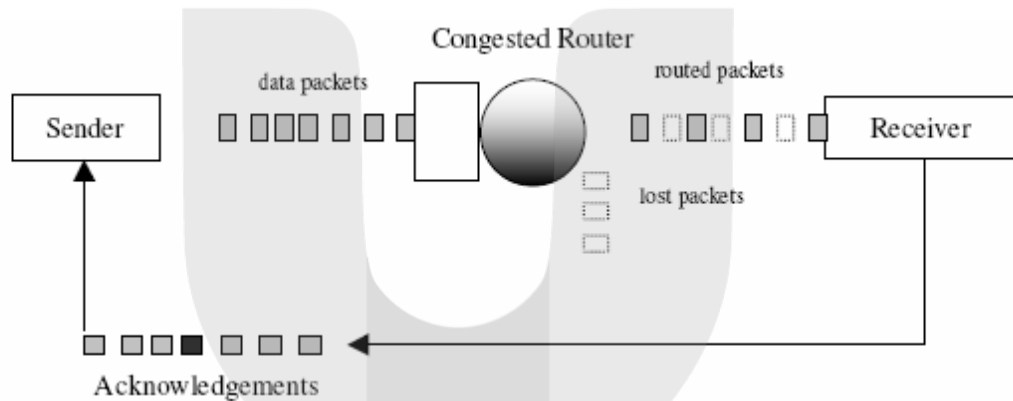 Congested Router
data packets
routed packets
Sender
Receiver
lost packets
Acknowledgements